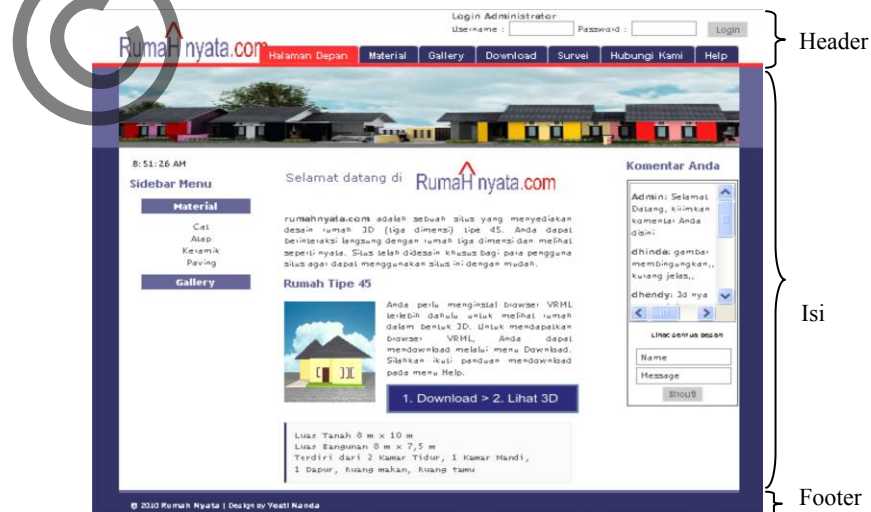 Login Administrator
Username : Password : Login
RumaH nyata.com
Halaman Depan Material Gallery Download Survei Hubungi Kami Help
Header
8:51:26 AM
Sidebar Menu
Material
Cat
Atap
Keramik
Paving
Gallery
Selamat datang di RumaH nyata.com
rumahnyata.com adalah sebuah situs yang menyediakan
desain rumah 3D (tiga dimensi) tipe 45. Anda dapat
berinteraksi langsung dengan rumah tiga dimensi dan melihat
seperti nyata. Situs telah didesain khusus bagi para pengguna
situs agar dapat menggunakan situs ini dengan mudah.
Rumah Tipe 45
Anda perlu menginstal browser VRML
terlebih dahulu untuk melihat rumah
dalam bentuk 3D. Untuk mendapatkan
browser VRML, Anda dapat
mendownload melalui menu Download.
Silahkan ikuti panduan mendownload
pada menu Help.
1. Download > 2. Lihat 3D
Luas Tanah 8 m x 10 m
Luas Bangunan 8 m x 7,5 m
Terdiri dari 2 Kamar Tidur, 1 Kamar Mandi,
1 Dapur, Ruang makan, Ruang tamu
Komentar Anda
Admin: Selamat
Datang, kirimkan
komentar Anda
disini
dhinda: gambar
membingungkan,,
kurang jelas,,
dhendy: 3d nya
Lihat semua pesan
Name
Message
Shout!
Isi
© 2010 Rumah Nyata | Design by Yesti Nanda
Footer